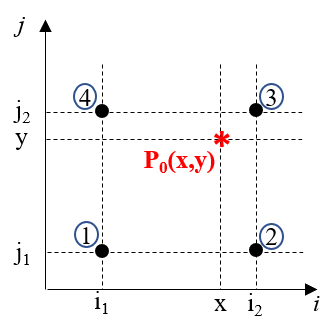 j
j₂ ④ ③
y
P₀(x,y)
j₁ ① ②
i₁ x i₂ i